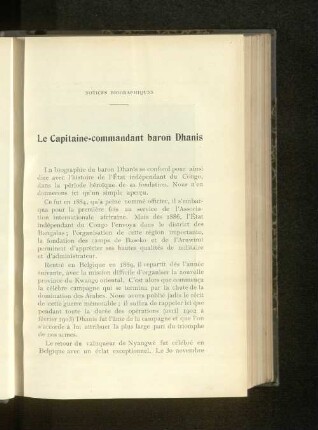 NOTICES BIOGRAPHIQUES
Le Capitaine-commandant baron Dhanis
La biographie du baron Dhanis se confond pour ainsi
dire avec l'histoire de l'État indépendant du Congo,
dans la période héroïque de sa fondation. Nous n'en
donnerons ici qu'un simple aperçu.
Ce fut en 1884, qu'à peine nommé officier, il s'embar-
qua pour la première fois au service de l'Associa-
tion internationale africaine. Mais dès 1886, l'État
Indépendant du Congo l'envoya dans le district des
Bangalas; l'organisation de cette région importante,
la fondation des camps de Basoko et de l'Aruwimi
permirent d'apprécier ses hautes qualités de militaire
et d'administrateur.
Rentré en Belgique en 1889, il repartit dès l'année
suivante, avec la mission difficile d'organiser la nouvelle
province du Kwango oriental. C'est alors que commença
la célèbre campagne qui se termina par la chute de la
domination des Arabes. Nous avons publié jadis le récit
de cette guerre mémorable; il suffira de rappeler ici que
pendant toute la durée des opérations (avril
février) Dhanis fut l'âme de la campagne et que l'on
s'accorde à lui attribuer la plus large part du triomphe
de nos armes.
Le retour du vainqueur de Nyangwe fut célébré en
Belgique avec un éclat exceptionnel. Le 30 novembre